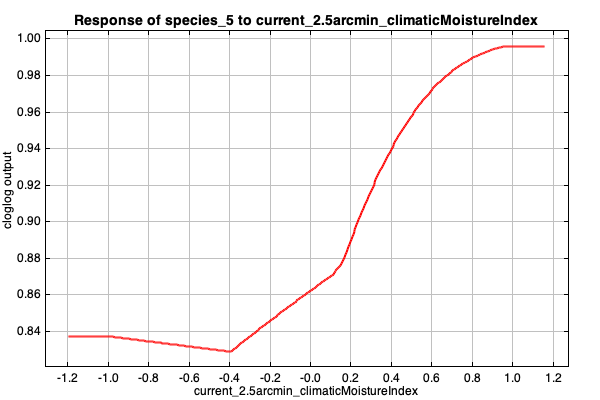 Response of species_5 to current_2.5arcmin_climaticMoistureIndex
1.00
0.98
0.96
0.94
0.92
0.90
0.88
0.86
0.84
cloglog output
-1.2 -1.0 -0.8 -0.6 -0.4 -0.2 -0.0 0.2 0.4 0.6 0.8 1.0 1.2
current_2.5arcmin_climaticMoistureIndex